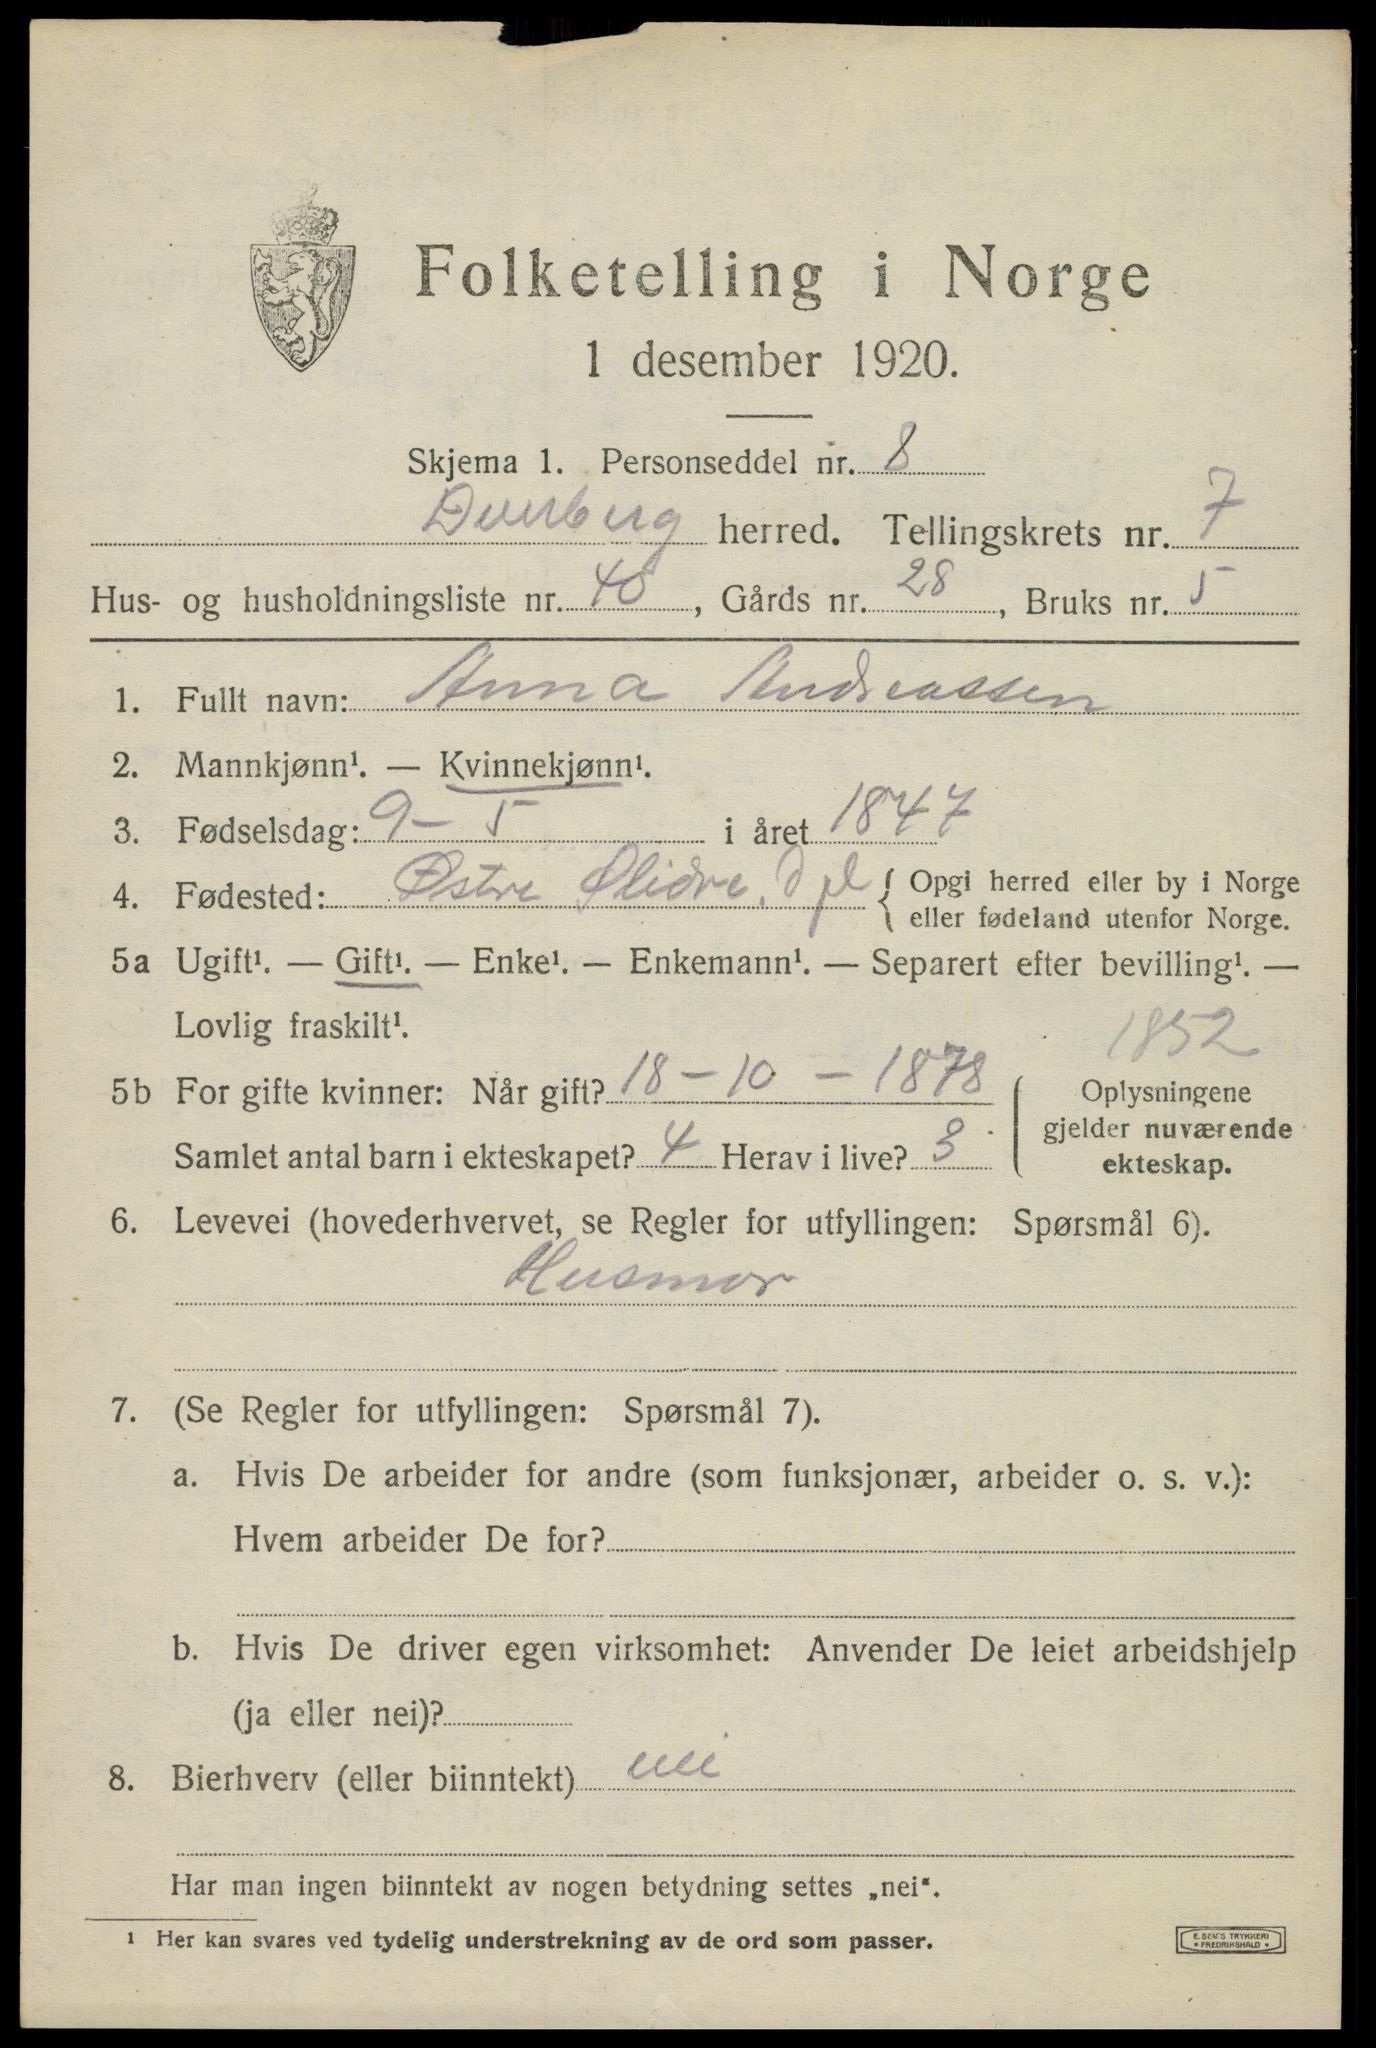 Folketelling i Norge
1 desember 1920.
Skjema 1. Personseddel nr. 8
Dverberg herred. Tellingskrets nr. 7
Hus- og husholdningsliste nr. 40, Gårds nr. 28, Bruks nr. 5
1. Fullt navn: Anna Andreassen
2. Mannkjønn¹. — Kvinnekjønn¹.
3. Fødselsdag: 9 – 5 i året 1847
4. Fødested: Østre Slidre, { Opgi herred eller by i Norge
eller fødeland utenfor Norge.
5a Ugift¹. — Gift¹. — Enke¹. — Enkemann¹. — Separert efter bevilling¹. —
Lovlig fraskilt¹.
1852
5b For gifte kvinner: Når gift? 18 – 10 – 1878
Samlet antal barn i ekteskapet? 4 Herav i live? 3
Oplysningene
gjelder nuværende
ekteskap.
6. Levevei (hovederhvervet, se Regler for utfyllingen: Spørsmål 6).
Husmor
7. (Se Regler for utfyllingen: Spørsmål 7).
a. Hvis De arbeider for andre (som funksjonær, arbeider o. s. v.):
Hvem arbeider De for?
b. Hvis De driver egen virksomhet: Anvender De leiet arbeidshjelp
(ja eller nei)?
8. Bierhverv (eller biinntekt) nei
Har man ingen biinntekt av nogen betydning settes „nei“.
1 Her kan svares ved tydelig understrekning av de ord som passer.
E. SEM'S TRYKKERI
• FREDRIKSHALD •